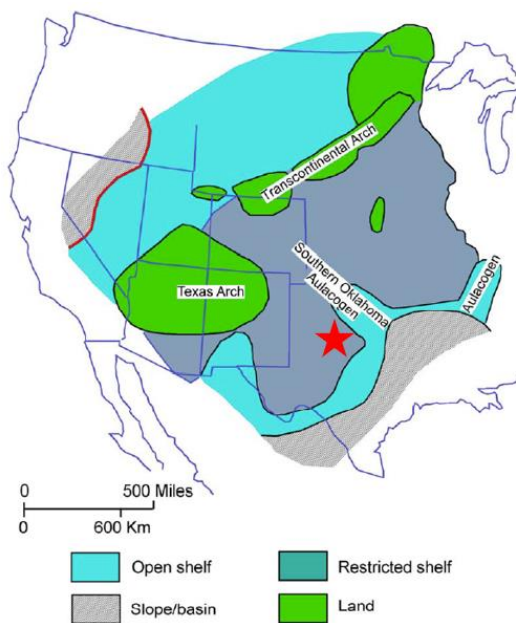 Transcontinental Arch
Texas Arch
Southern Oklahoma
Aulacogen
Aulacogen
0 500 Miles
0 600 Km
Open shelf
Restricted shelf
Slope/basin
Land